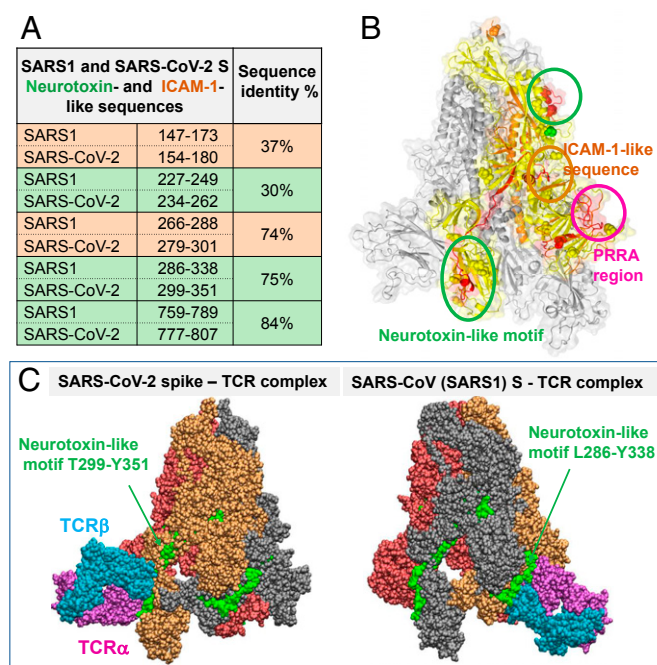 A
SARS1 and SARS-CoV-2 S
Neurotoxin- and ICAM-1-
like sequences
Sequence
identity %
SARS1 147-173
SARS-CoV-2 154-180
37%
SARS1 227-249
SARS-CoV-2 234-262
30%
SARS1 266-288
SARS-CoV-2 279-301
74%
SARS1 286-338
SARS-CoV-2 299-351
75%
SARS1 759-789
SARS-CoV-2 777-807
84%
B
ICAM-1-like
sequence
PRRA
region
Neurotoxin-like motif
C
SARS-CoV-2 spike – TCR complex
Neurotoxin-like
motif T299-Y351
TCRβ
TCRα
SARS-CoV (SARS1) S - TCR complex
Neurotoxin-like
motif L286-Y338